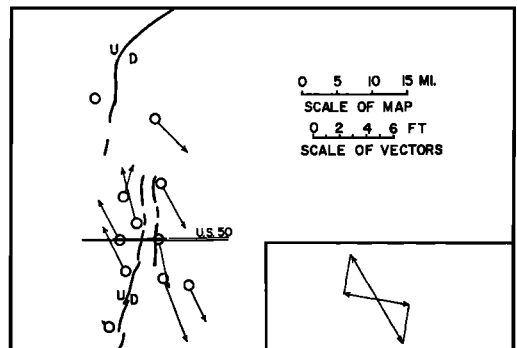 U
D
0 5 10 15 MI.
SCALE OF MAP
0 2 4 6 FT
SCALE OF VECTORS
U.S. 50
U D